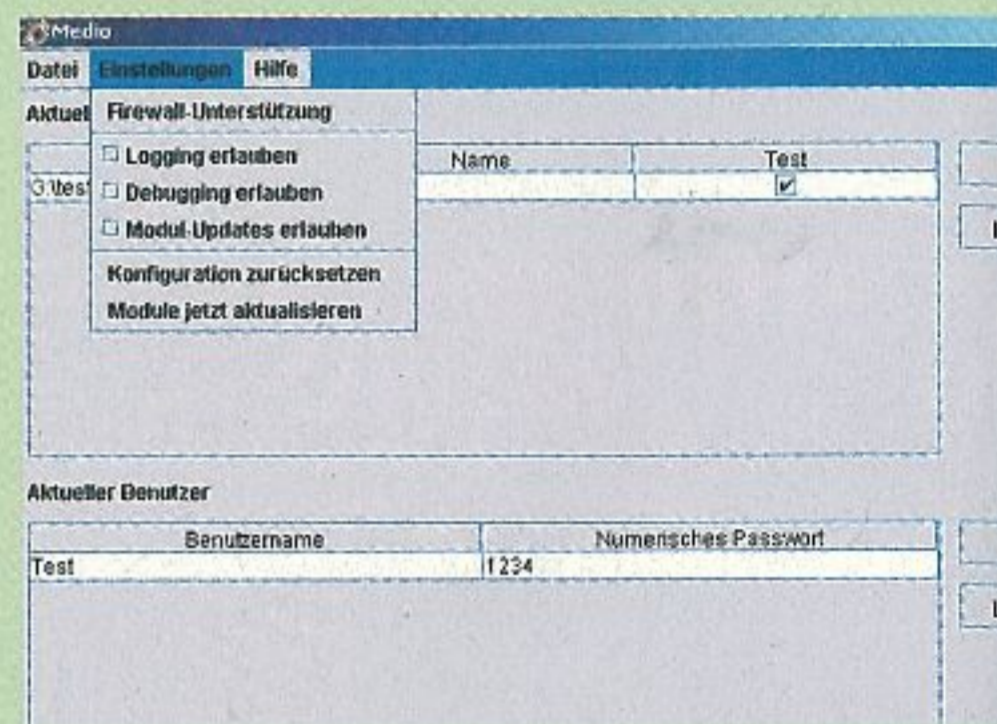 Medio
Datei Einstellungen Hilfe
Aktuel
Firewall-Unterstützung
Logging erlauben
Debugging erlauben
Modul-Updates erlauben
Konfiguration zurücksetzen
Module jetzt aktualisieren
Name Test
G:\tes
Aktueller Benutzer
Benutzername Numerisches Passwort
Test 1234